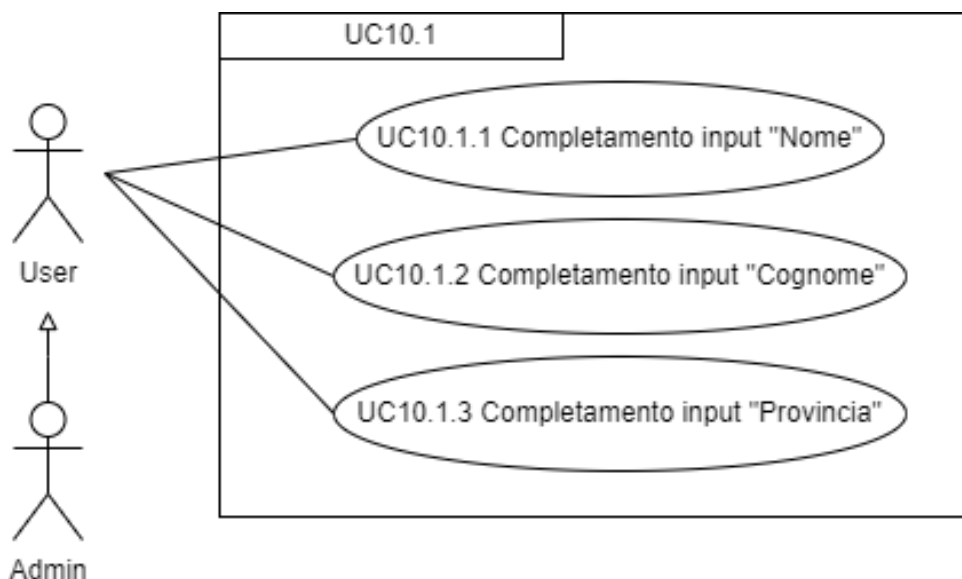 UC10.1
UC10.1.1 Completamento input "Nome"
User
UC10.1.2 Completamento input "Cognome"
UC10.1.3 Completamento input "Provincia"
Admin